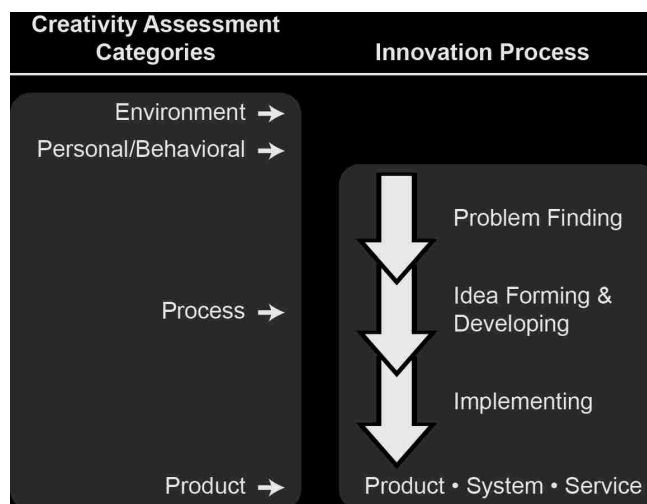 Creativity Assessment
Categories
Innovation Process
Environment
Personal/Behavioral
Problem Finding
Process
Idea Forming &
Developing
Implementing
Product
Product • System • Service